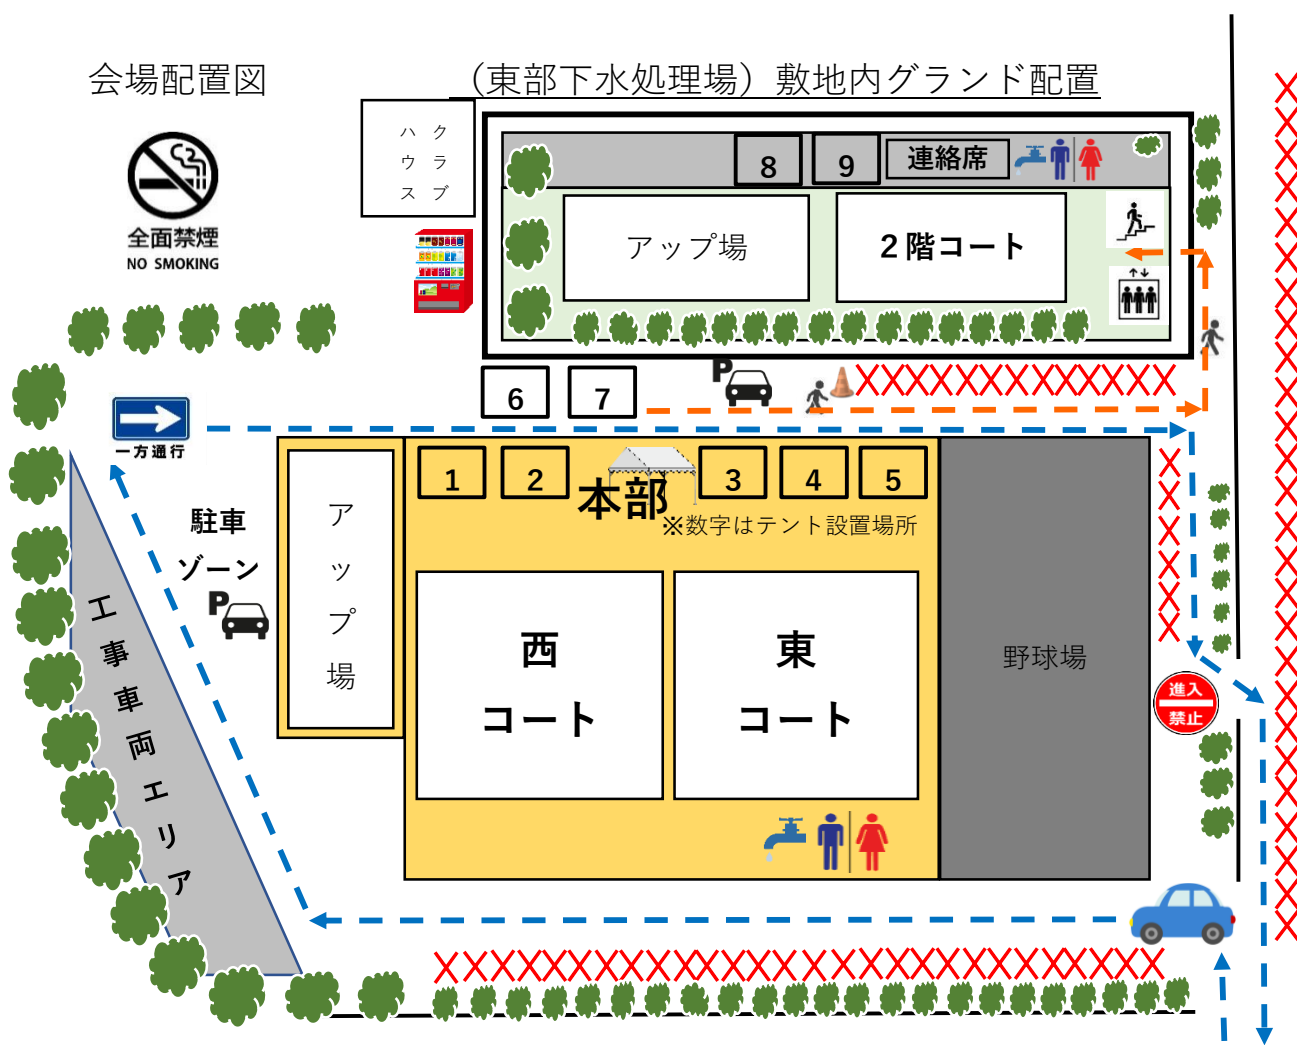 会場配置図
（東部下水処理場）敷地内グランド配置
クラブ
ハウス
全面禁煙
NO SMOKING
8
9
連絡席
アップ場
２階コート
P
6
7
一方通行
1
2
本部
3
4
5
※数字はテント設置場所
駐車
ゾーン
P
アップ場
西
コート
東
コート
野球場
進入
禁止
工事車両エリア